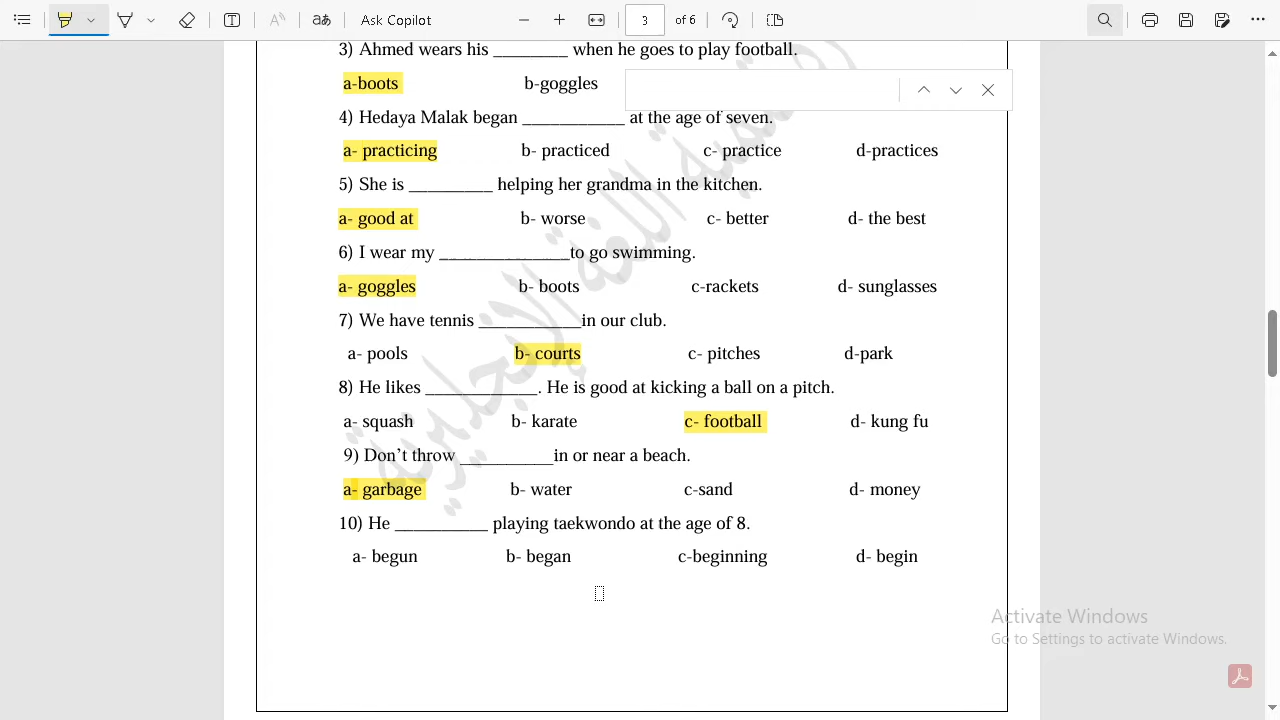 Ask Copilot
3 of 6
3) Ahmed wears his ________ when he goes to play football.
a-boots b-goggles
4) Hedaya Malak began ___________ at the age of seven.
a- practicing b- practiced c- practice d-practices
5) She is _________ helping her grandma in the kitchen.
a- good at b- worse c- better d- the best
6) I wear my ______________to go swimming.
a- goggles b- boots c-rackets d- sunglasses
7) We have tennis ___________in our club.
a- pools b- courts c- pitches d-park
8) He likes ____________. He is good at kicking a ball on a pitch.
a- squash b- karate c- football d- kung fu
9) Don’t throw __________in or near a beach.
a- garbage b- water c-sand d- money
10) He __________ playing taekwondo at the age of 8.
a- begun b- began c-beginning d- begin
Activate Windows
Go to Settings to activate Windows.